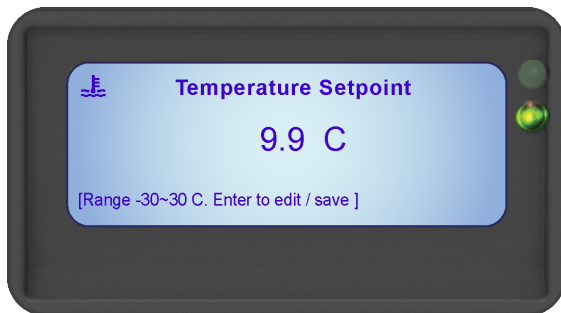 Temperature Setpoint
9.9 C
[Range -30~30 C. Enter to edit / save ]